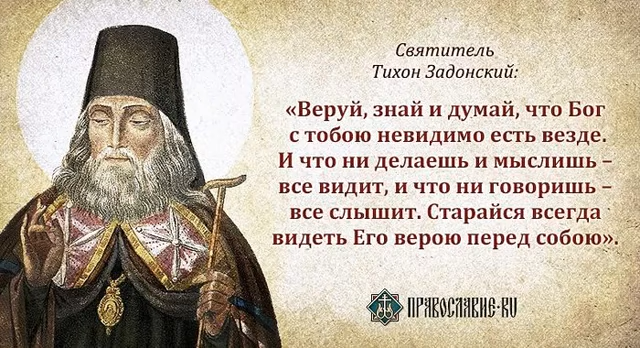 Святитель
Тихон Задонский:
«Веруй, знай и думай, что Бог
с тобою невидимо есть везде.
И что ни делаешь и мыслишь –
все видит, и что ни говоришь –
все слышит. Старайся всегда
видеть Его верою перед собою».
ПРАВОСЛАВИЕ·RU